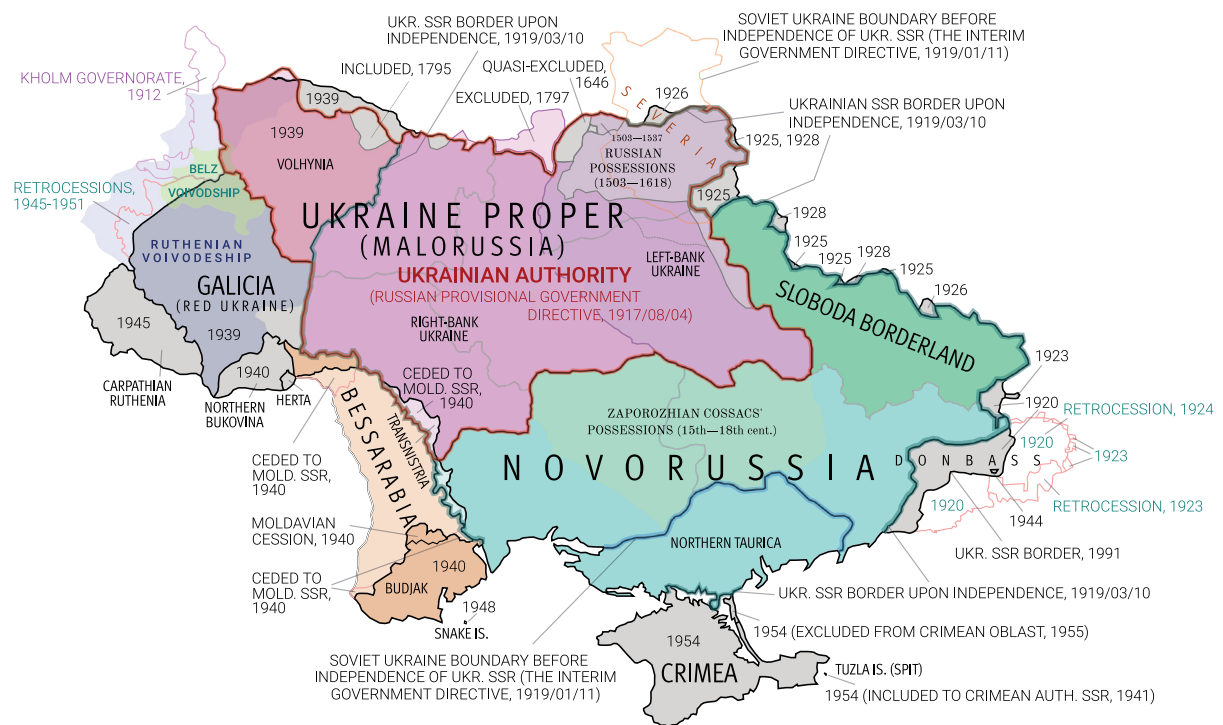 SOVIET UKRAINE BOUNDARY BEFORE
INDEPENDENCE OF UKR. SSR (THE INTERIM
GOVERNMENT DIRECTIVE, 1919/01/11)
UKR. SSR BORDER UPON
INDEPENDENCE, 1919/03/10
KHOLM GOVERNORATE,
1912
INCLUDED, 1795
QUASI-EXCLUDED,
1646
EXCLUDED, 1797
1939
1926
SEVERIA
UKRAINIAN SSR BORDER UPON
INDEPENDENCE, 1919/03/10
1939
VOLHYNIA
1503—1537
RUSSIAN
POSSESSIONS
(1503—1618)
1925, 1928
BELZ
VOIVODSHIP
RETROCESSIONS,
1945-1951
1925
1928
UKRAINE PROPER
(MALORUSSIA)
RUTHENIAN
VOIVODESHIP
LEFT-BANK
UKRAINE
1925
1925
1928
1925
1926
UKRAINIAN AUTHORITY
(RUSSIAN PROVISIONAL GOVERNMENT
DIRECTIVE, 1917/08/04)
GALICIA
(RED UKRAINE)
1939
RIGHT-BANK
UKRAINE
SLOBODA BORDERLAND
1945
1940
CARPATHIAN
RUTHENIA
NORTHERN
BUKOVINA
HERTA
CEDED TO
MOLD. SSR,
1940
1923
1920
RETROCESSION, 1924
ZAPOROZHIAN COSSACS'
POSSESSIONS (15th—18th cent.)
BESSARABIA
TRANSNISTRIA
NOVORUSSIA
DONBASS
1920
1923
CEDED TO
MOLD. SSR,
1940
1920
RETROCESSION, 1923
1944
MOLDAVIAN
CESSION, 1940
NORTHERN TAURICA
UKR. SSR BORDER, 1991
CEDED TO
MOLD. SSR,
1940
1940
BUDJAK
UKR. SSR BORDER UPON INDEPENDENCE, 1919/03/10
1948
SNAKE IS.
1954 (EXCLUDED FROM CRIMEAN OBLAST, 1955)
1954
CRIMEA
SOVIET UKRAINE BOUNDARY BEFORE
INDEPENDENCE OF UKR. SSR (THE INTERIM
GOVERNMENT DIRECTIVE, 1919/01/11)
TUZLA IS. (SPIT)
1954 (INCLUDED TO CRIMEAN AUTH. SSR, 1941)